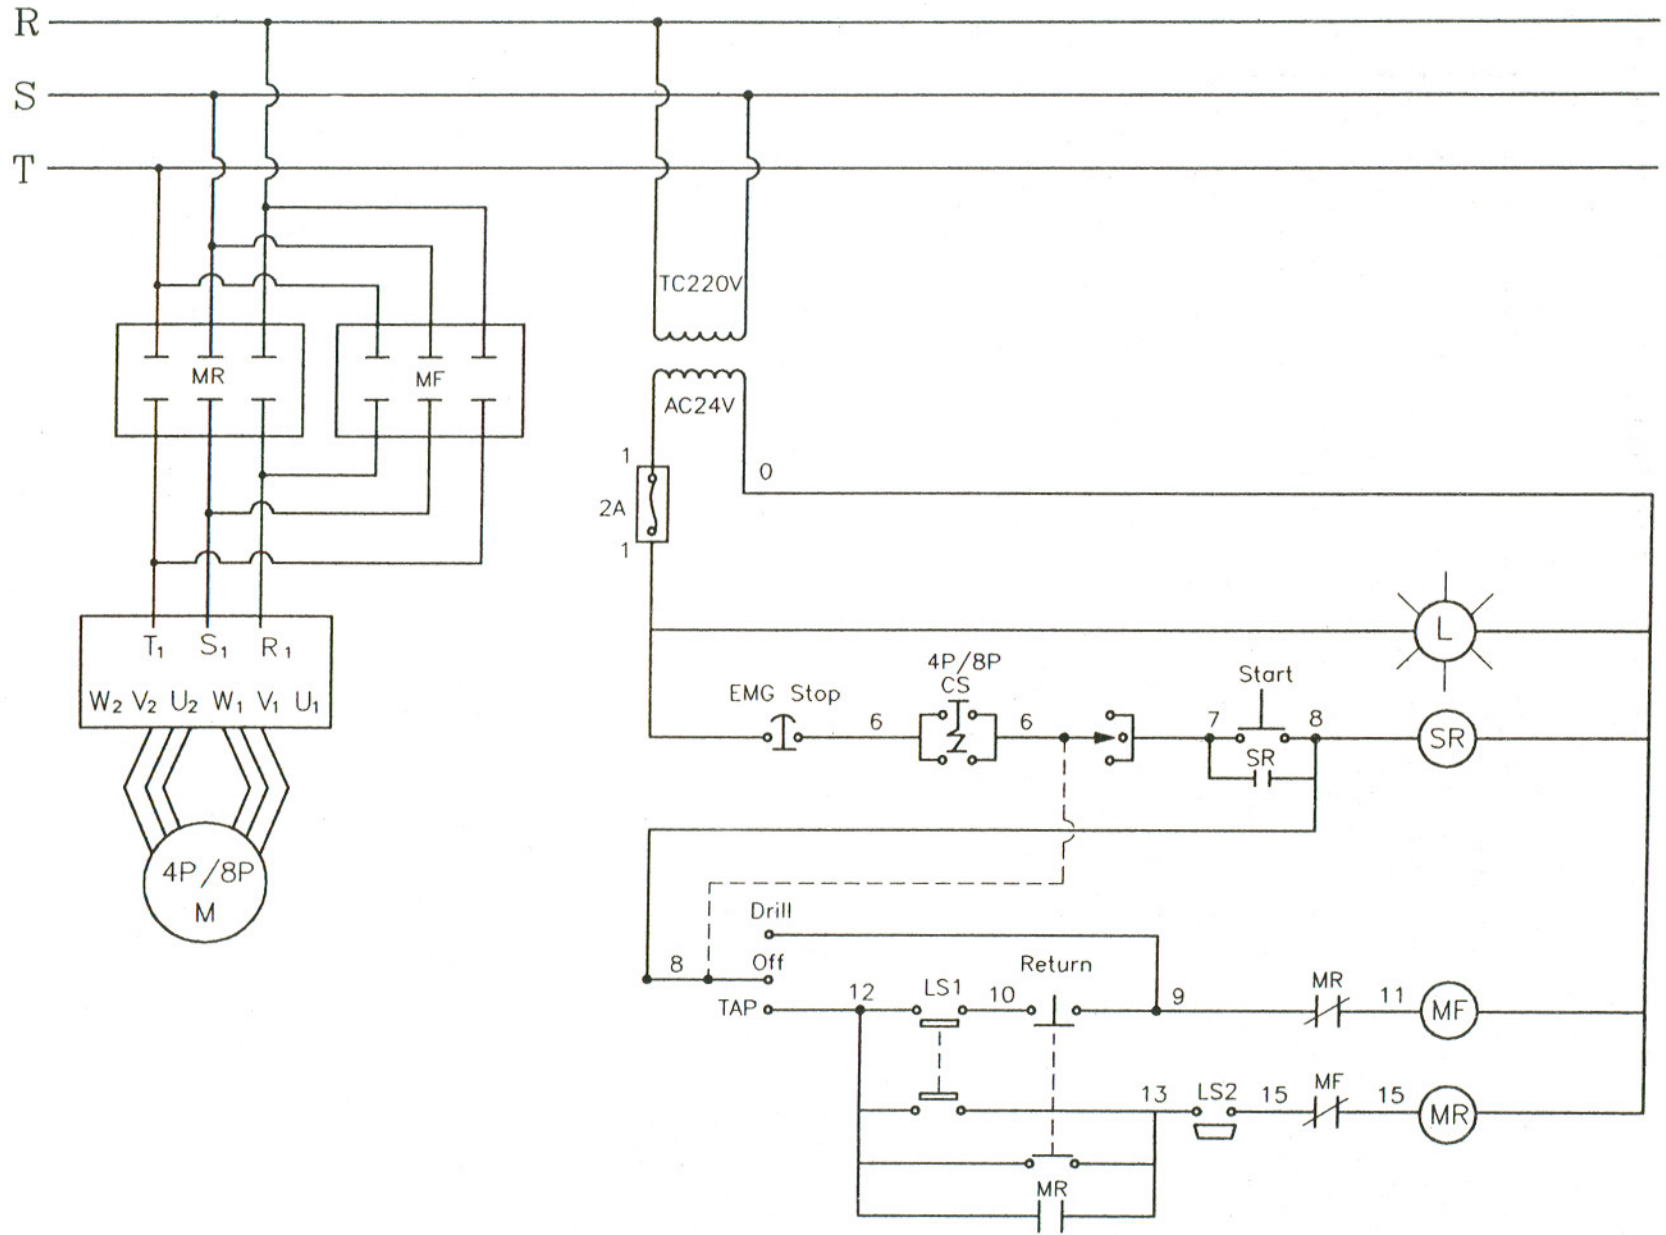 R
S
T
TC220V
MR
MF
AC24V
1
0
2A
1
L
T1 S1 R1
4P/8P
CS
Start
W2 V2 U2 W1 V1 U1
EMG Stop
6
6
7
8
SR
SR
4P/8P
M
Drill
8
Off
Return
TAP
12
LS1
10
9
MR
11
MF
13
LS2
15
MF
15
MR
MR